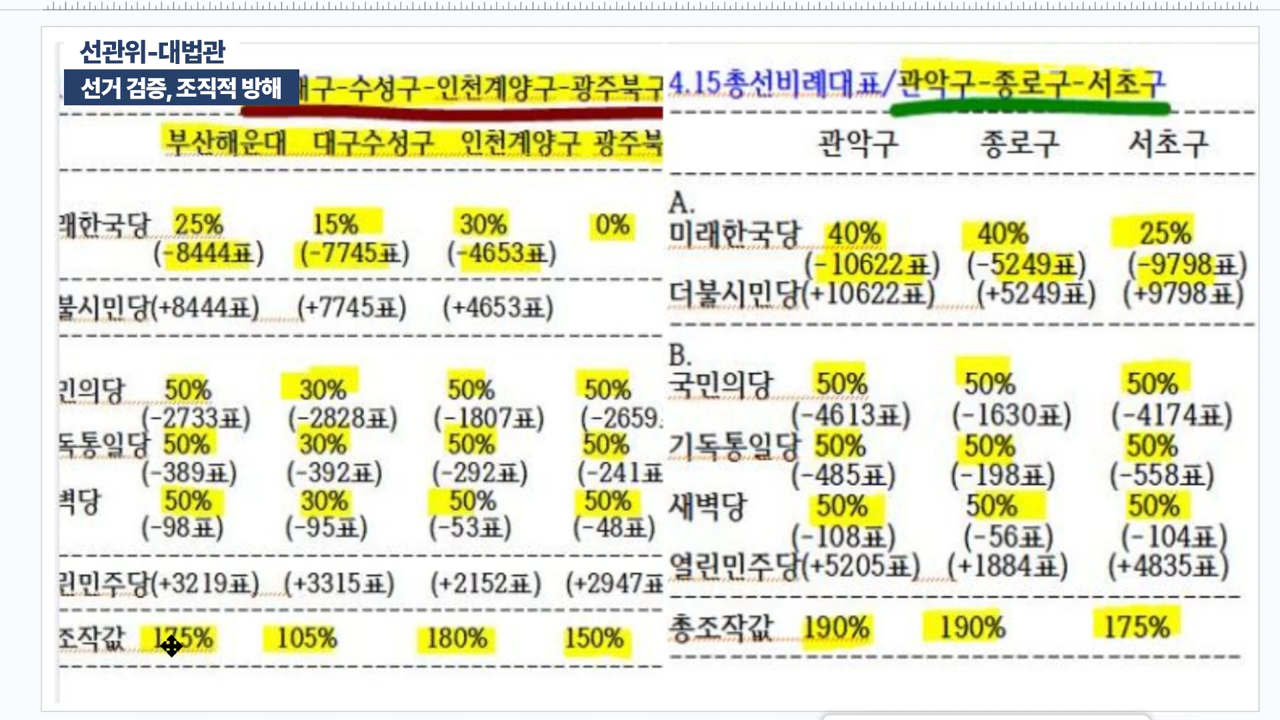 선관위-대법관
선거 검증, 조직적 방해
구-수성구-인천계양구-광주북구
부산해운대 대구수성구 인천계양구 광주북
래한국당 25% 15% 30% 0%
(-8444표) (-7745표) (-4653표)
불시민당(+8444표) (+7745표) (+4653표)
민의당 50% 30% 50% 50%
(-2733표) (-2828표) (-1807표) (-2659
독통일당 50% 30% 50% 50%
(-389표) (-392표) (-292표) (-241표
벽당 50% 30% 50% 50%
(-98표) (-95표) (-53표) (-48표)
린민주당(+3219표) (+3315표) (+2152표) (+2947표
조작값 175% 105% 180% 150%
4.15총선비례대표/관악구-종로구-서초구
관악구 종로구 서초구
A.
미래한국당 40% 40% 25%
(-10622표) (-5249표) (-9798표)
더불시민당(+10622표) (+5249표) (+9798표)
B.
국민의당 50% 50% 50%
(-4613표) (-1630표) (-4174표)
기독통일당 50% 50% 50%
(-485표) (-198표) (-558표)
새벽당 50% 50% 50%
(-108표) (-56표) (-104표)
열린민주당(+5205표) (+1884표) (+4835표)
총조작값 190% 190% 175%